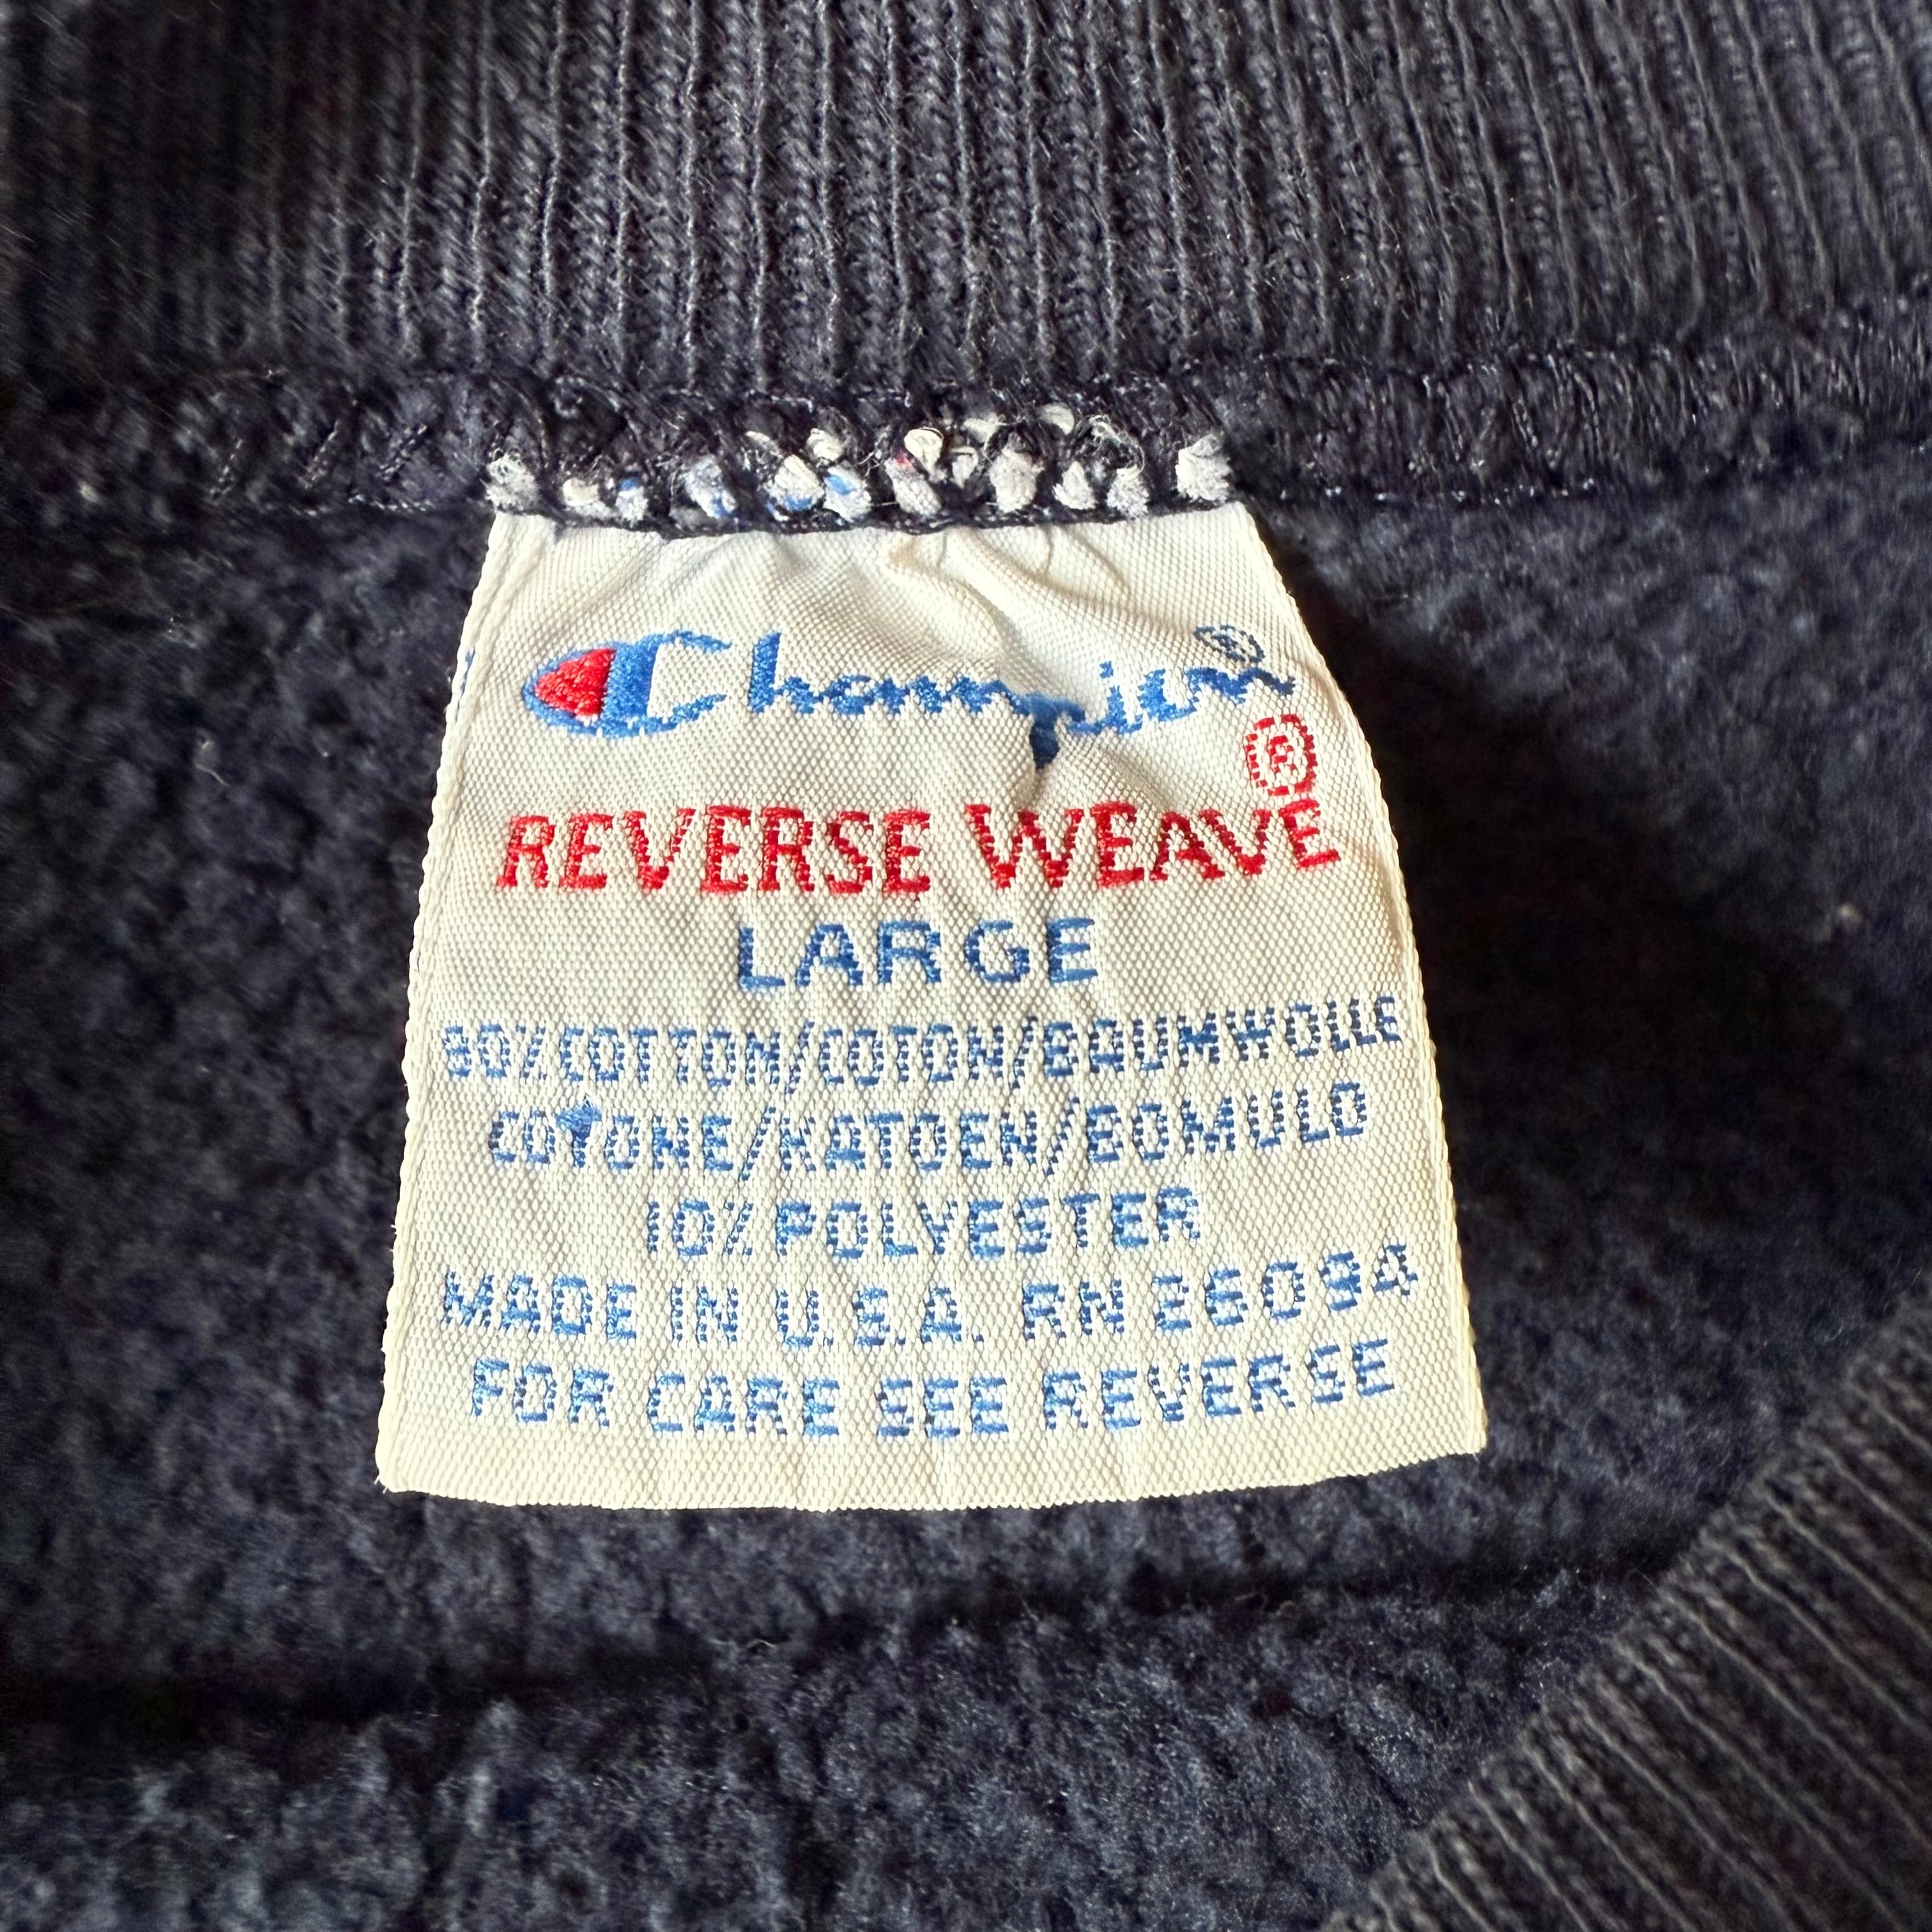 Champion®
REVERSE WEAVE®
LARGE
90% COTTON/COTON/BAUMWOLLE
COTONE/KATOEN/BOMULD
10% POLYESTER
MADE IN U.S.A. RN 26094
FOR CARE SEE REVERSE